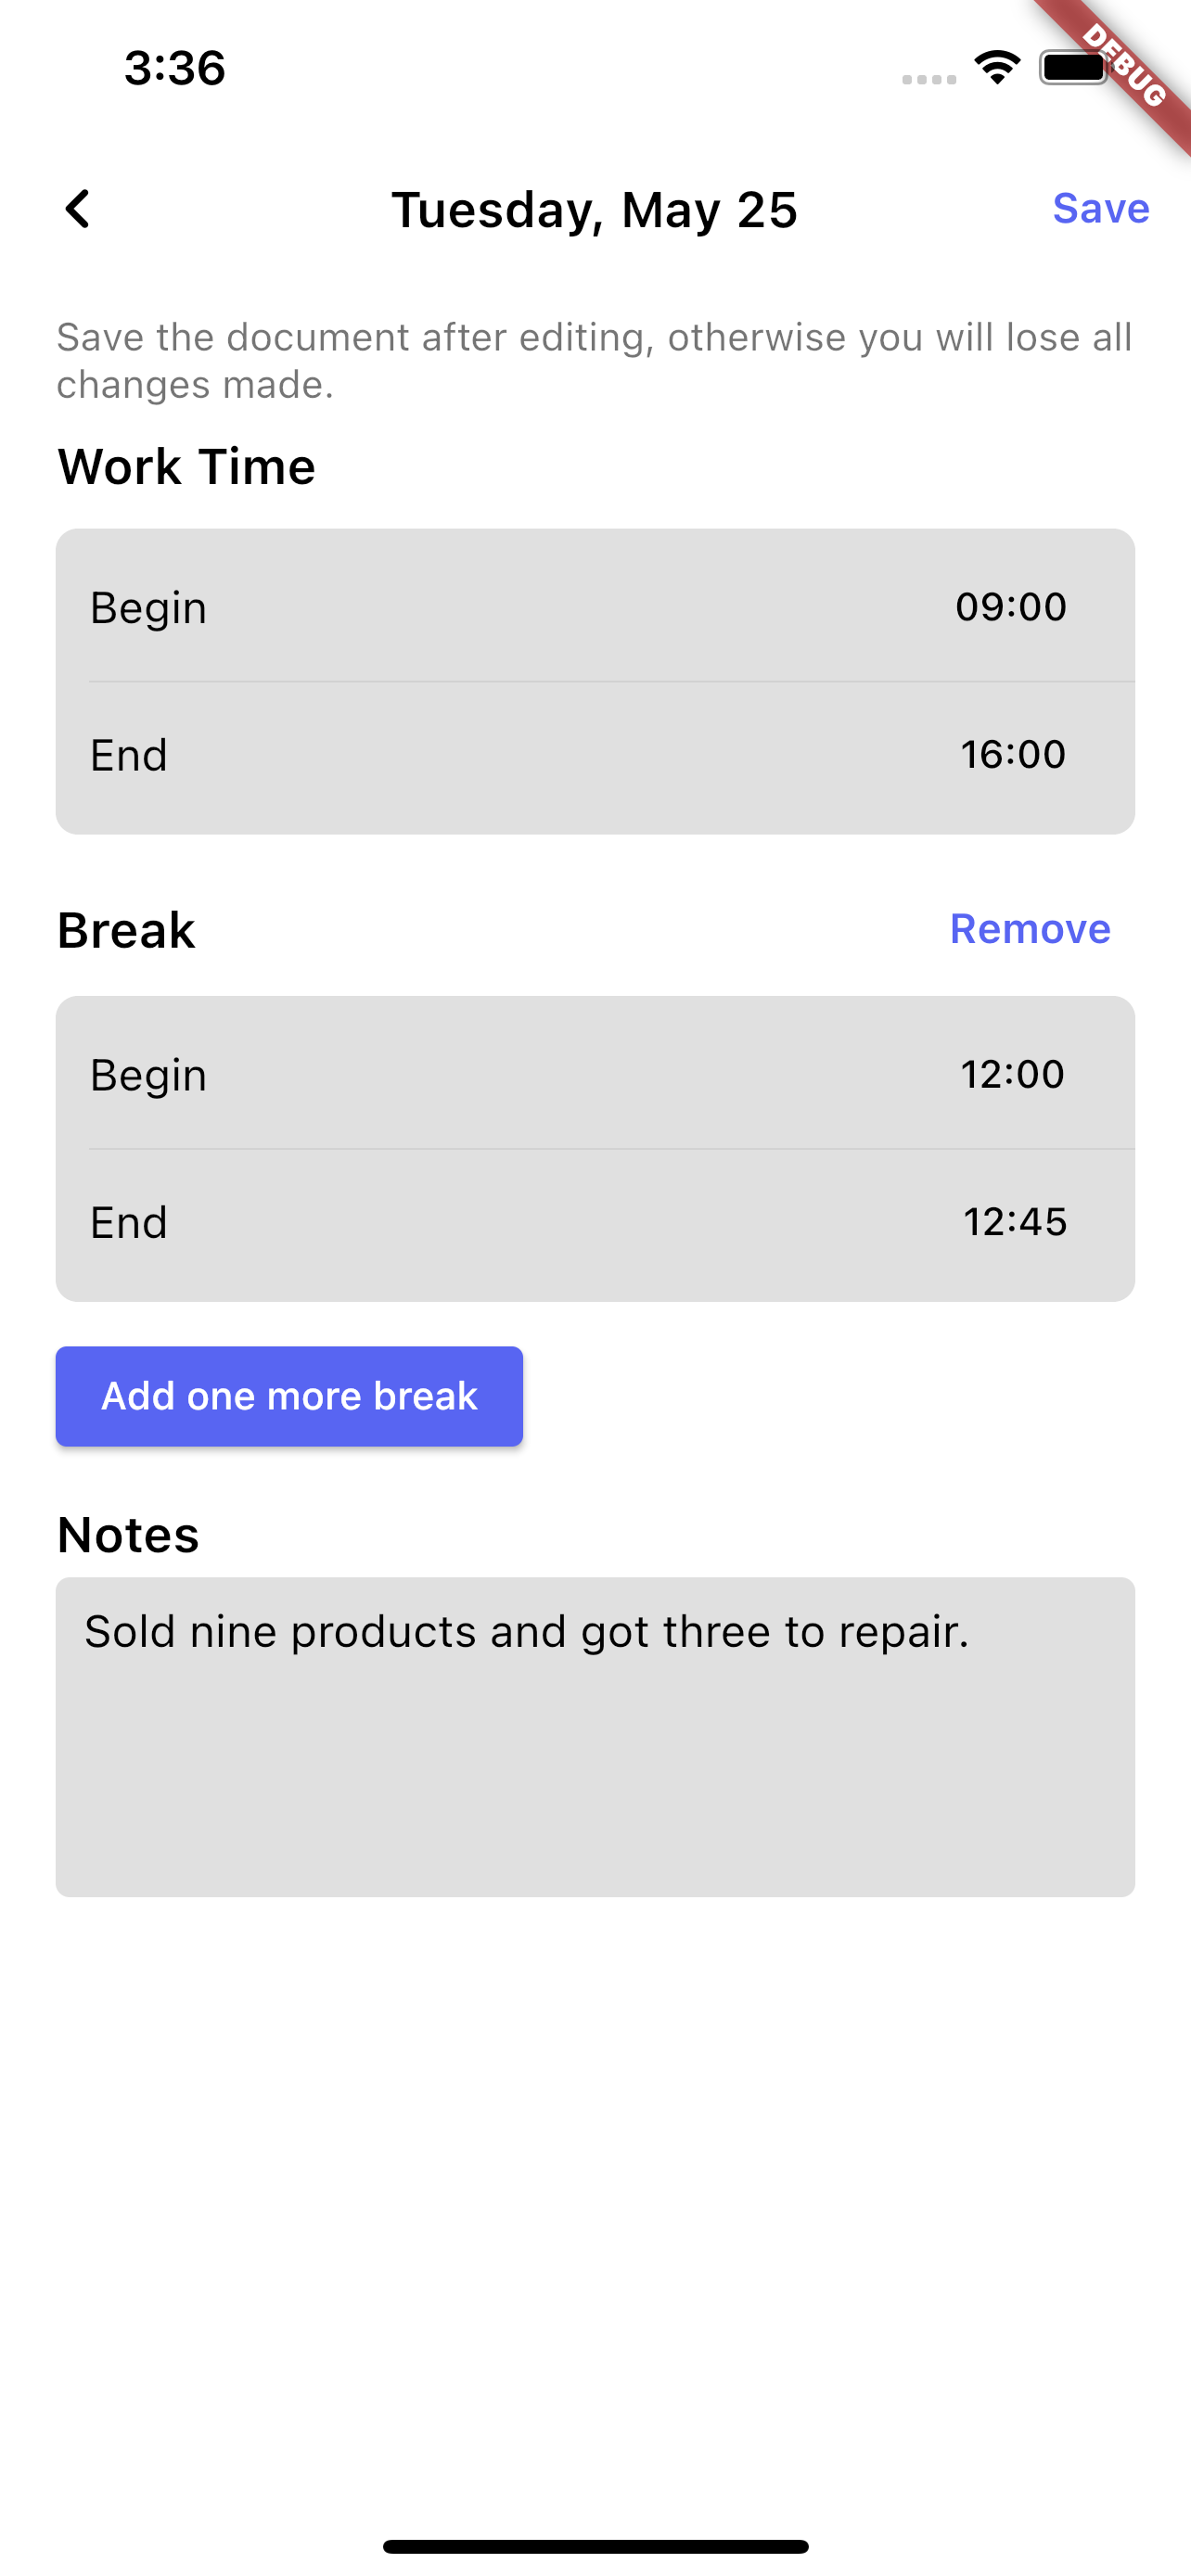 3:36
DEBUG
Tuesday, May 25
Save
Save the document after editing, otherwise you will lose all
changes made.
Work Time
Begin
09:00
End
16:00
Break
Remove
Begin
12:00
End
12:45
Add one more break
Notes
Sold nine products and got three to repair.